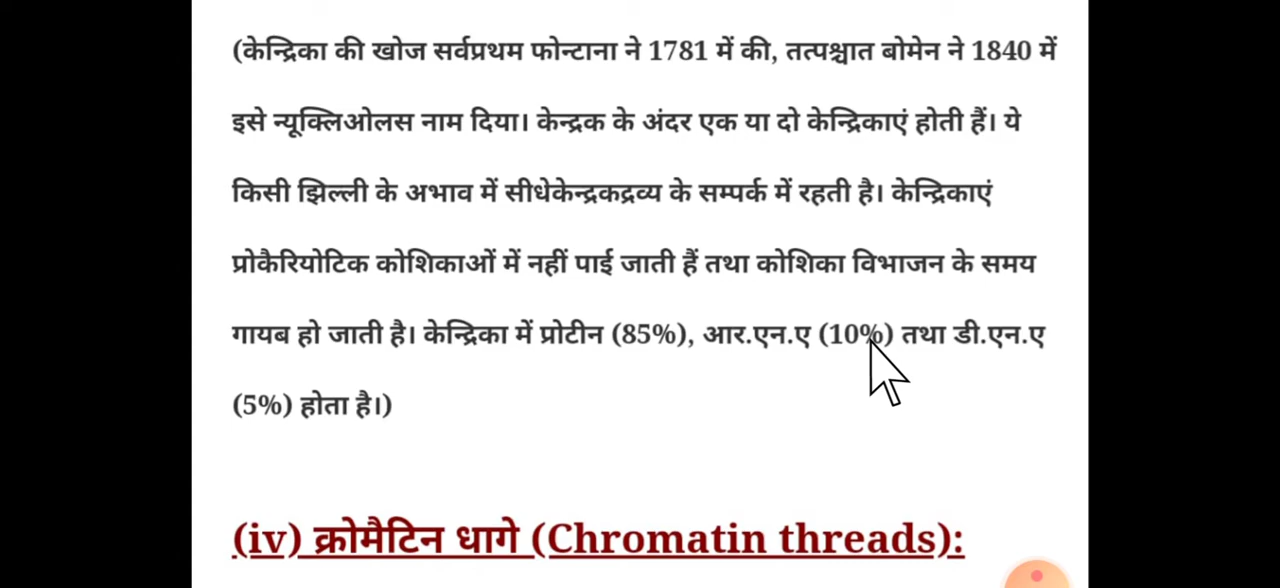 (केन्द्रिका की खोज सर्वप्रथम फोन्टाना ने 1781 में की, तत्पश्चात बोमेन ने 1840 में
इसे न्यूक्लिओलस नाम दिया। केन्द्रक के अंदर एक या दो केन्द्रिकाएं होती हैं। ये
किसी झिल्ली के अभाव में सीधेकेन्द्रकद्रव्य के सम्पर्क में रहती है। केन्द्रिकाएं
प्रोकैरियोटिक कोशिकाओं में नहीं पाई जाती हैं तथा कोशिका विभाजन के समय
गायब हो जाती है। केन्द्रिका में प्रोटीन (85%), आर.एन.ए (10%) तथा डी.एन.ए
(5%) होता है।)
(iv) क्रोमैटिन धागे (Chromatin threads):